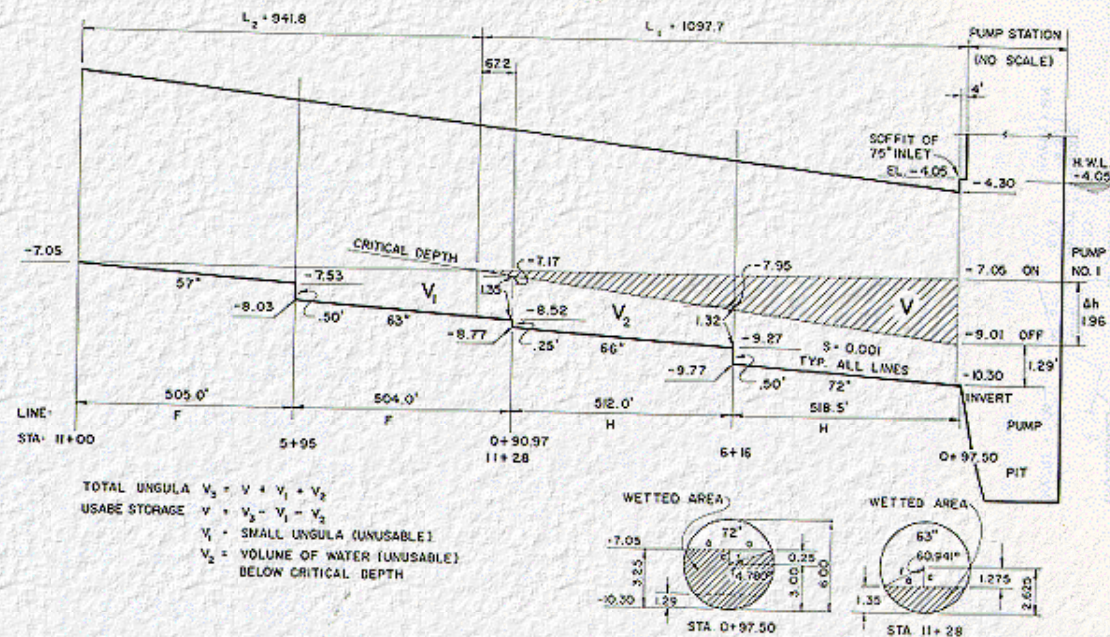 L₂ = 941.8
L₁ = 1097.7
PUMP STATION
(NO SCALE)
67.2
4'
SOFFIT OF
75" INLET
EL. -4.05
H.W.L.
-4.05
-4.30
CRITICAL DEPTH
-7.05
-7.17
-7.95
-7.05 ON
PUMP
NO. 1
57"
-7.53
1.35
V₁
V
Δh
1.96
-8.03
.50'
63"
-8.52
V₂
1.32
-8.77
.25'
66"
-9.27
S = 0.001
TYP. ALL LINES
-9.01 OFF
-9.77
.50'
72"
-10.30
INVERT
1.29'
505.0'
504.0'
512.0'
518.5'
LINE:
F
F
H
H
PUMP
PIT
STA. 11+00
5+95
0+90.97
11+28
6+16
0+97.50
TOTAL UNGULA V₃ = V + V₁ + V₂
USABE STORAGE V = V₃ - V₁ - V₂
V₁ = SMALL UNGULA (UNUSABLE)
V₂ = VOLUME OF WATER (UNUSABLE)
BELOW CRITICAL DEPTH
WETTED AREA
72"
-7.05
3.25
-10.30
1.29
4.780°
0.25
3.00
6.00
STA. 0+97.50
WETTED AREA
63"
60.941°
1.275
2.625
1.35
STA. 11+28